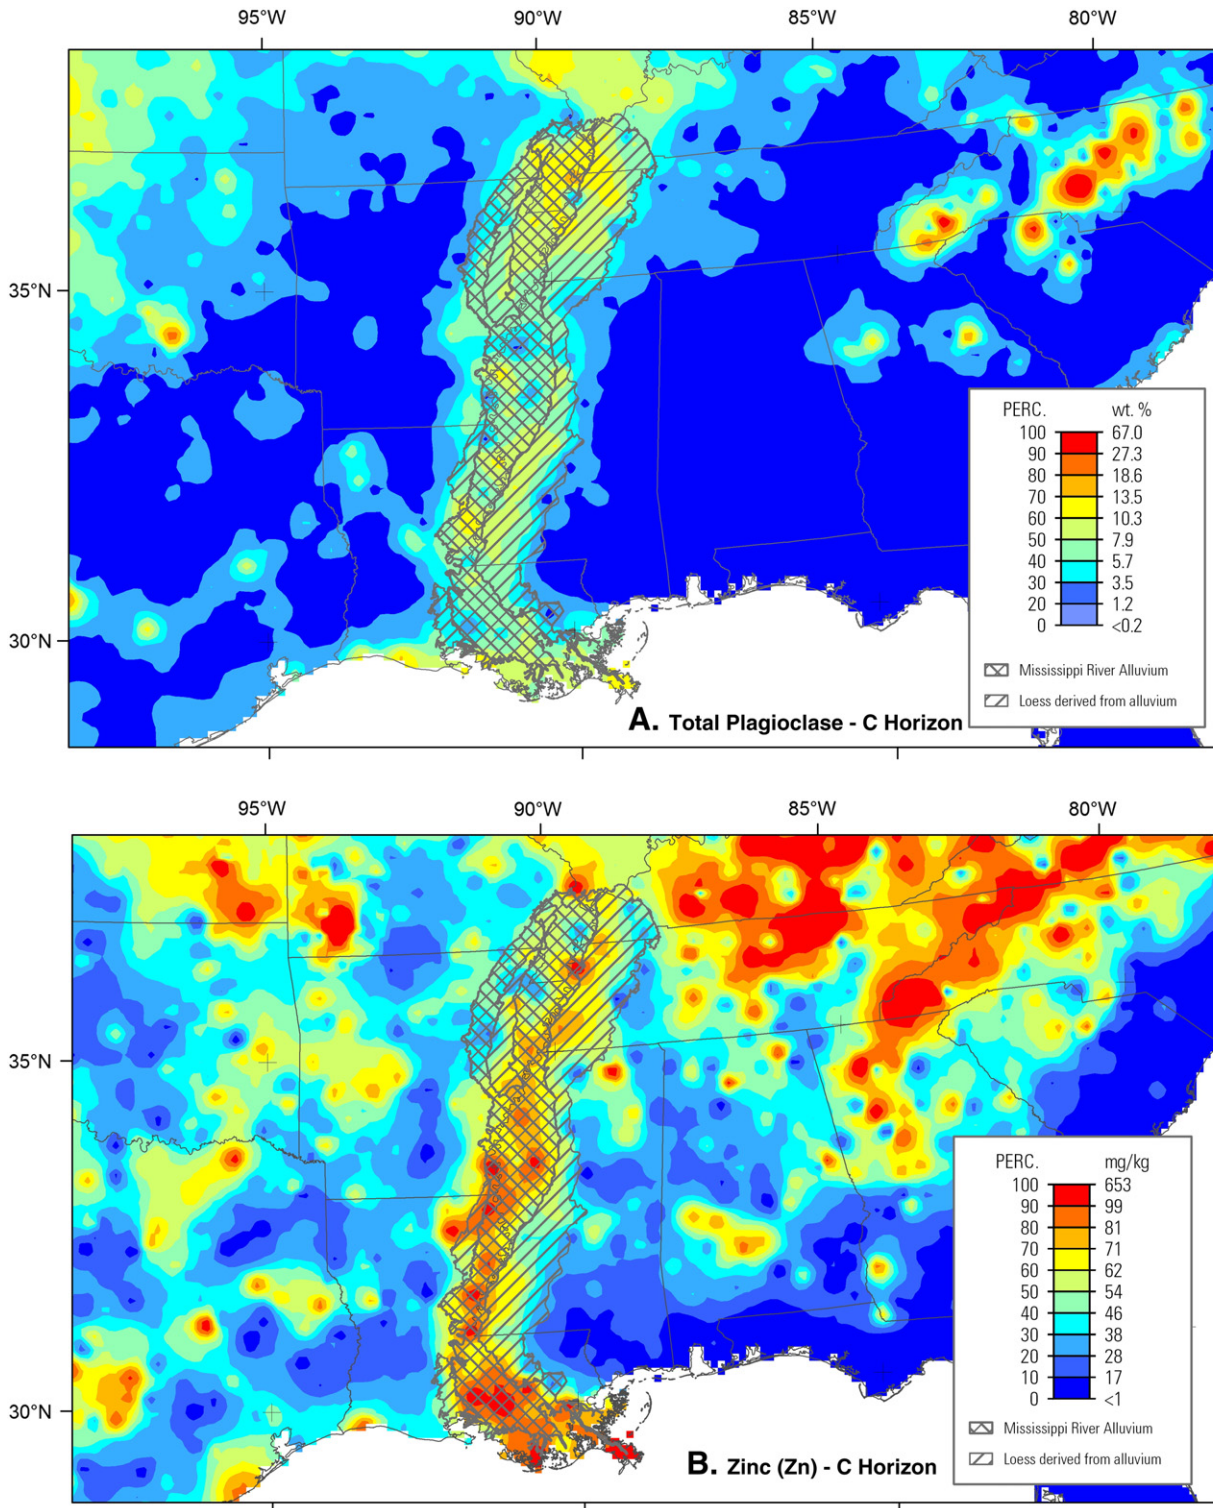 95°W 90°W 85°W 80°W
35°N
30°N
PERC. wt. %
100 67.0
90 27.3
80 18.6
70 13.5
60 10.3
50 7.9
40 5.7
30 3.5
20 1.2
0 <0.2
Mississippi River Alluvium
Loess derived from alluvium
A. Total Plagioclase - C Horizon
95°W 90°W 85°W 80°W
35°N
30°N
PERC. mg/kg
100 653
90 99
80 81
70 71
60 62
50 54
40 46
30 38
20 28
10 17
0 <1
Mississippi River Alluvium
Loess derived from alluvium
B. Zinc (Zn) - C Horizon